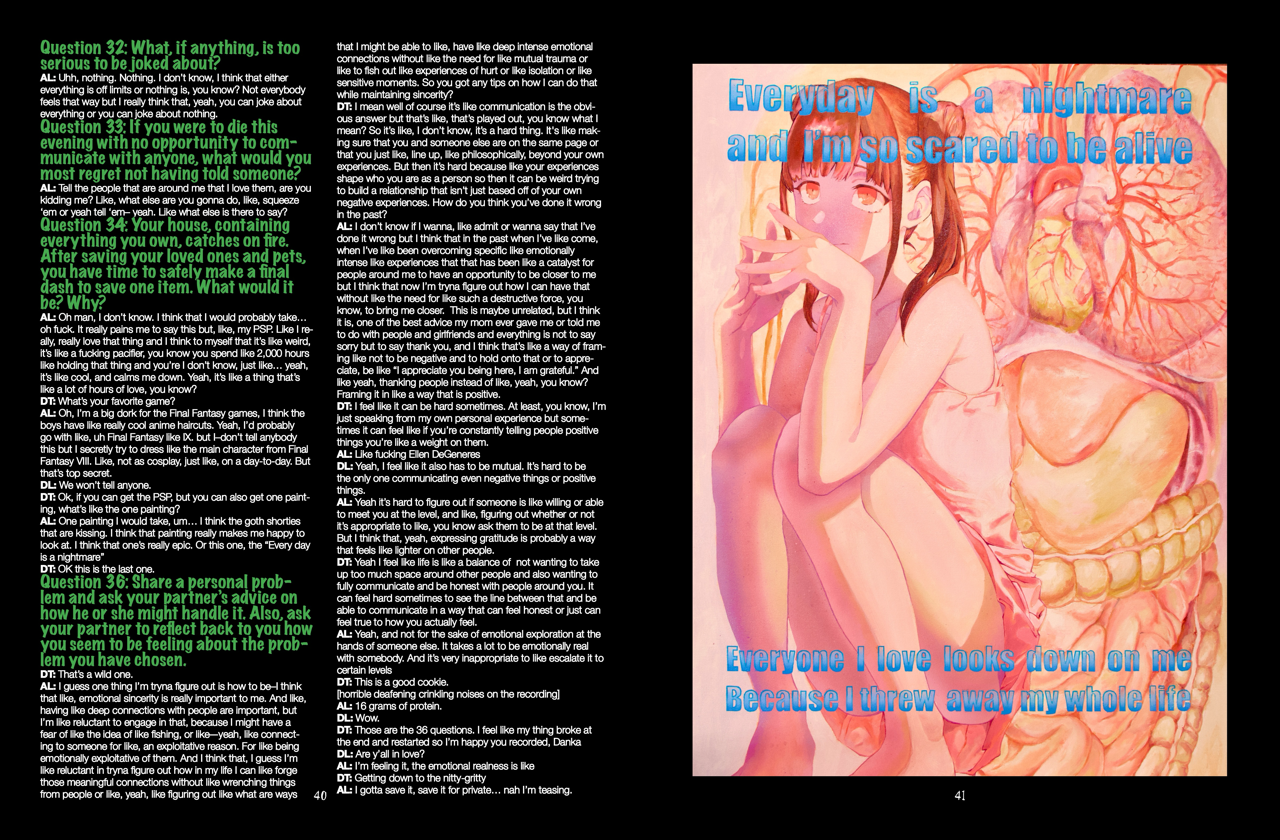 Question 32: What, if anything, is too
serious to be joked about?
AL: Uhh, nothing. Nothing. I don't know, I think that either
everything is off limits or nothing is, you know? Not everybody
feels that way but I really think that, yeah, you can joke about
everything or you can joke about nothing.
Question 33: If you were to die this
evening with no opportunity to com-
municate with anyone, what would you
most regret not having told someone?
AL: Tell the people that are around me that I love them, are you
kidding me? Like, what else are you gonna do, like, squeeze
'em or yeah tell 'em– yeah. Like what else is there to say?
Question 34: Your house, containing
everything you own, catches on fire.
After saving your loved ones and pets,
you have time to safely make a final
dash to save one item. What would it
be? Why?
AL: Oh man, I don't know. I think that I would probably take…
oh fuck. It really pains me to say this but, like, my PSP. Like I re-
ally, really love that thing and I think to myself that it's like weird,
it's like a fucking pacifier, you know you spend like 2,000 hours
like holding that thing and you're I don't know, just like… yeah,
it's like cool, and calms me down. Yeah, it's like a thing that's
like a lot of hours of love, you know?
DT: What's your favorite game?
AL: Oh, I'm a big dork for the Final Fantasy games, I think the
boys have like really cool anime haircuts. Yeah, I'd probably
go with like, uh Final Fantasy like IX. but I–don't tell anybody
this but I secretly try to dress like the main character from Final
Fantasy VIII. Like, not as cosplay, just like, on a day-to-day. But
that's top secret.
DL: We won't tell anyone.
DT: Ok, if you can get the PSP, but you can also get one paint-
ing, what's like the one painting?
AL: One painting I would take, um… I think the goth shorties
that are kissing. I think that painting really makes me happy to
look at. I think that one's really epic. Or this one, the "Every day
is a nightmare"
DT: OK this is the last one.
Question 36: Share a personal prob-
lem and ask your partner's advice on
how he or she might handle it. Also, ask
your partner to reflect back to you how
you seem to be feeling about the prob-
lem you have chosen.
DT: That's a wild one.
AL: I guess one thing I'm tryna figure out is how to be–I think
that like, emotional sincerity is really important to me. And like,
having like deep connections with people are important, but
I'm like reluctant to engage in that, because I might have a
fear of like the idea of like fishing, or like—yeah, like connect-
ing to someone for like, an exploitative reason. For like being
emotionally exploitative of them. And I think that, I guess I'm
like reluctant in tryna figure out how in my life I can like forge
those meaningful connections without like wrenching things
from people or like, yeah, like figuring out like what are ways
40
that I might be able to like, have like deep intense emotional
connections without like the need for like mutual trauma or
like to fish out like experiences of hurt or like isolation or like
sensitive moments. So you got any tips on how I can do that
while maintaining sincerity?
DT: I mean well of course it's like communication is the obvi-
ous answer but that's like, that's played out, you know what I
mean? So it's like, I don't know, it's a hard thing. It's like mak-
ing sure that you and someone else are on the same page or
that you just like, line up, like philosophically, beyond your own
experiences. But then it's hard because like your experiences
shape who you are as a person so then it can be weird trying
to build a relationship that isn't just based off of your own
negative experiences. How do you think you've done it wrong
in the past?
AL: I don't know if I wanna, like admit or wanna say that I've
done it wrong but I think that in the past when I've like come,
when I've like been overcoming specific like emotionally
intense like experiences that that has been like a catalyst for
people around me to have an opportunity to be closer to me
but I think that now I'm tryna figure out how I can have that
without like the need for like such a destructive force, you
know, to bring me closer.  This is maybe unrelated, but I think
it is, one of the best advice my mom ever gave me or told me
to do with people and girlfriends and everything is not to say
sorry but to say thank you, and I think that's like a way of fram-
ing like not to be negative and to hold onto that or to appre-
ciate, be like "I appreciate you being here, I am grateful." And
like yeah, thanking people instead of like, yeah, you know?
Framing it in like a way that is positive.
DT: I feel like it can be hard sometimes. At least, you know, I'm
just speaking from my own personal experience but some-
times it can feel like if you're constantly telling people positive
things you're like a weight on them.
AL: Like fucking Ellen DeGeneres
DL: Yeah, I feel like it also has to be mutual. It's hard to be
the only one communicating even negative things or positive
things.
AL: Yeah it's hard to figure out if someone is like willing or able
to meet you at the level, and like, figuring out whether or not
it's appropriate to like, you know ask them to be at that level.
But I think that, yeah, expressing gratitude is probably a way
that feels like lighter on other people.
DT: Yeah I feel like life is like a balance of  not wanting to take
up too much space around other people and also wanting to
fully communicate and be honest with people around you. It
can feel hard sometimes to see the line between that and be
able to communicate in a way that can feel honest or just can
feel true to how you actually feel.
AL: Yeah, and not for the sake of emotional exploration at the
hands of someone else. It takes a lot to be emotionally real
with somebody. And it's very inappropriate to like escalate it to
certain levels
DT: This is a good cookie.
[horrible deafening crinkling noises on the recording]
AL: 16 grams of protein.
DL: Wow.
DT: Those are the 36 questions. I feel like my thing broke at
the end and restarted so I'm happy you recorded, Danka
DL: Are y'all in love?
AL: I'm feeling it, the emotional realness is like
DT: Getting down to the nitty-gritty
AL: I gotta save it, save it for private… nah I'm teasing.
Everyday is a nightmare
and I'm so scared to be alive
Everyone I love looks down on me
Because I threw away my whole life
41